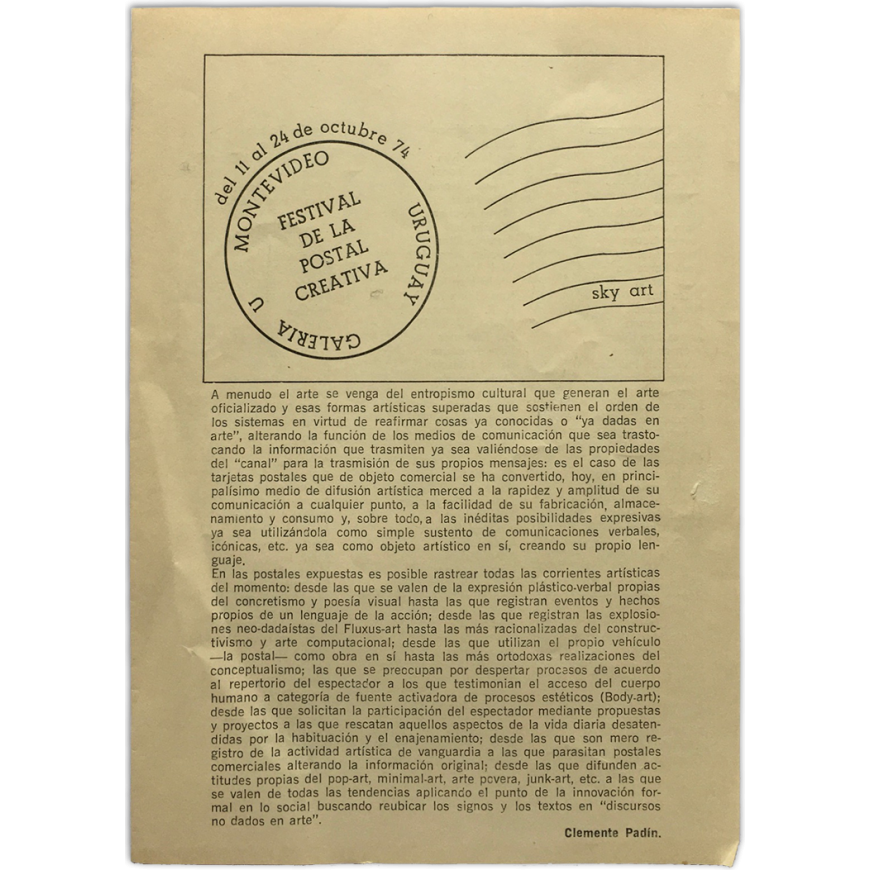 del 11 al 24 de octubre 74
MONTEVIDEO
URUGUAY
GALERIA U
FESTIVAL
DE LA
POSTAL
CREATIVA
sky art
A menudo el arte se venga del entropismo cultural que generan el arte
oficializado y esas formas artísticas superadas que sostienen el orden de
los sistemas en virtud de reafirmar cosas ya conocidas o “ya dadas en
arte”, alterando la función de los medios de comunicación que sea trasto-
cando la información que trasmiten ya sea valiéndose de las propiedades
del “canal” para la trasmisión de sus propios mensajes: es el caso de las
tarjetas postales que de objeto comercial se ha convertido, hoy, en prin-
cipalísimo medio de difusión artística merced a la rapidez y amplitud de su
comunicación a cualquier punto, a la facilidad de su fabricación, almace-
namiento y consumo y, sobre todo, a las inéditas posibilidades expresivas
ya sea utilizándola como simple sustento de comunicaciones verbales,
icónicas, etc. ya sea como objeto artístico en sí, creando su propio len-
guaje.
En las postales expuestas es posible rastrear todas las corrientes artísticas
del momento: desde las que se valen de la expresión plástico-verbal propias
del concretismo y poesía visual hasta las que registran eventos y hechos
propios de un lenguaje de la acción; desde las que registran las explosio-
nes neo-dadaístas del Fluxus-art hasta las más racionalizadas del construc-
tivismo y arte computacional; desde las que utilizan el propio vehículo
—la postal— como obra en sí hasta las más ortodoxas realizaciones del
conceptualismo; las que se preocupan por despertar procesos de acuerdo
al repertorio del espectador a los que testimonian el acceso del cuerpo
humano a categoría de fuente activadora de procesos estéticos (Body-art);
desde las que solicitan la participación del espectador mediante propuestas
y proyectos a las que rescatan aquellos aspectos de la vida diaria desaten-
didas por la habituación y el enajenamiento; desde las que son mero re-
gistro de la actividad artística de vanguardia a las que parasitan postales
comerciales alterando la información original; desde las que difunden ac-
titudes propias del pop-art, minimal-art, arte povera, junk-art, etc. a las que
se valen de todas las tendencias aplicando el punto de la innovación for-
mal en lo social buscando reubicar los signos y los textos en “discursos
no dados en arte”.
Clemente Padín.